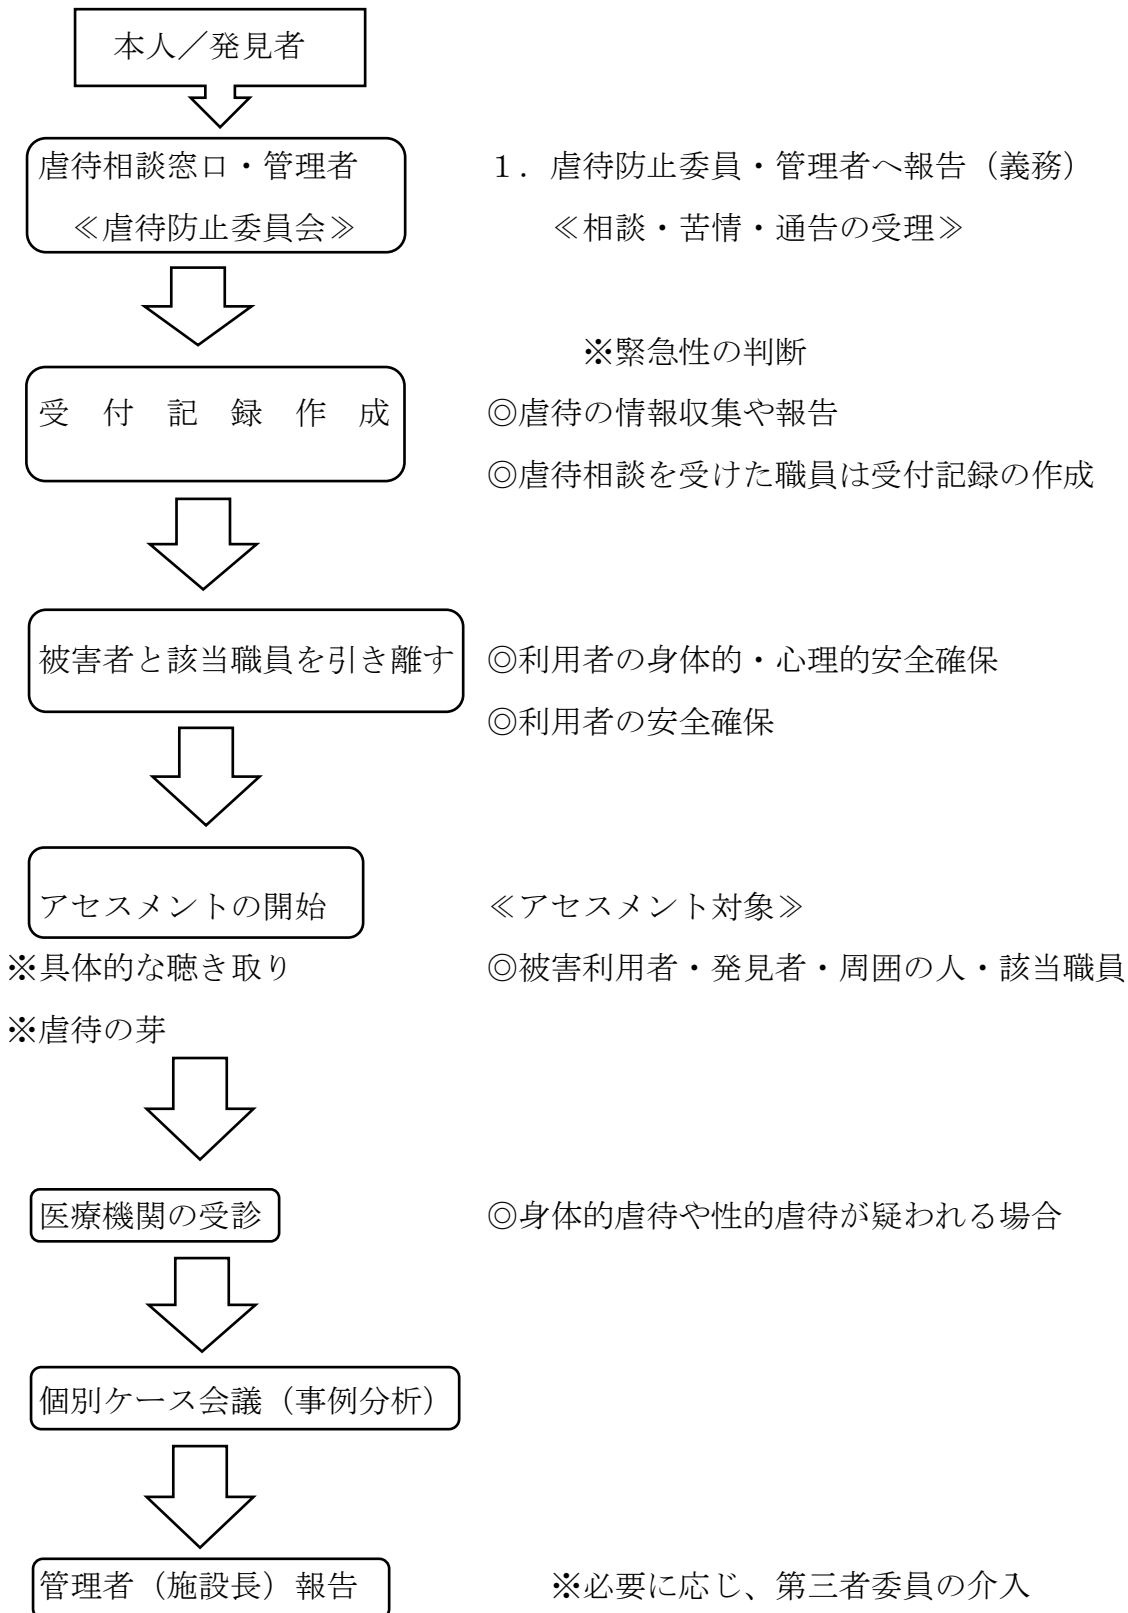 本人／発見者
虐待相談窓口・管理者
１．虐待防止委員・管理者へ報告（義務）
≪虐待防止委員会≫
≪相談・苦情・通告の受理≫
※緊急性の判断
受　付　記　録　作　成
◎虐待の情報収集や報告
◎虐待相談を受けた職員は受付記録の作成
被害者と該当職員を引き離す
◎利用者の身体的・心理的安全確保
◎利用者の安全確保
アセスメントの開始
≪アセスメント対象≫
※具体的な聴き取り
◎被害利用者・発見者・周囲の人・該当職員
※虐待の芽
医療機関の受診
◎身体的虐待や性的虐待が疑われる場合
個別ケース会議（事例分析）
管理者（施設長）報告
※必要に応じ、第三者委員の介入